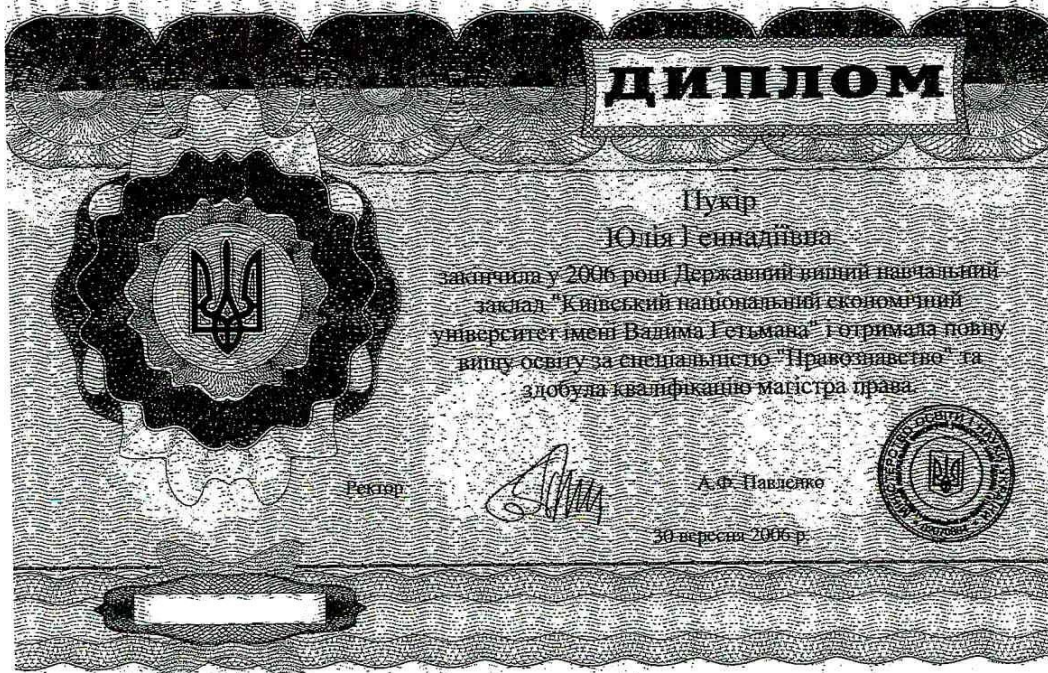 ДИПЛОМ
Цукір
Юлія Геннадіївна
закінчила у 2006 році Державний вищий навчальний
заклад "Київський національний економічний
університет імені Вадима Гетьмана" і отримала повну
вищу освіту за спеціальністю "Правознавство" та
здобула кваліфікацію магістра права.
Ректор
А.Ф. Павленко
30 вересня 2006 р.